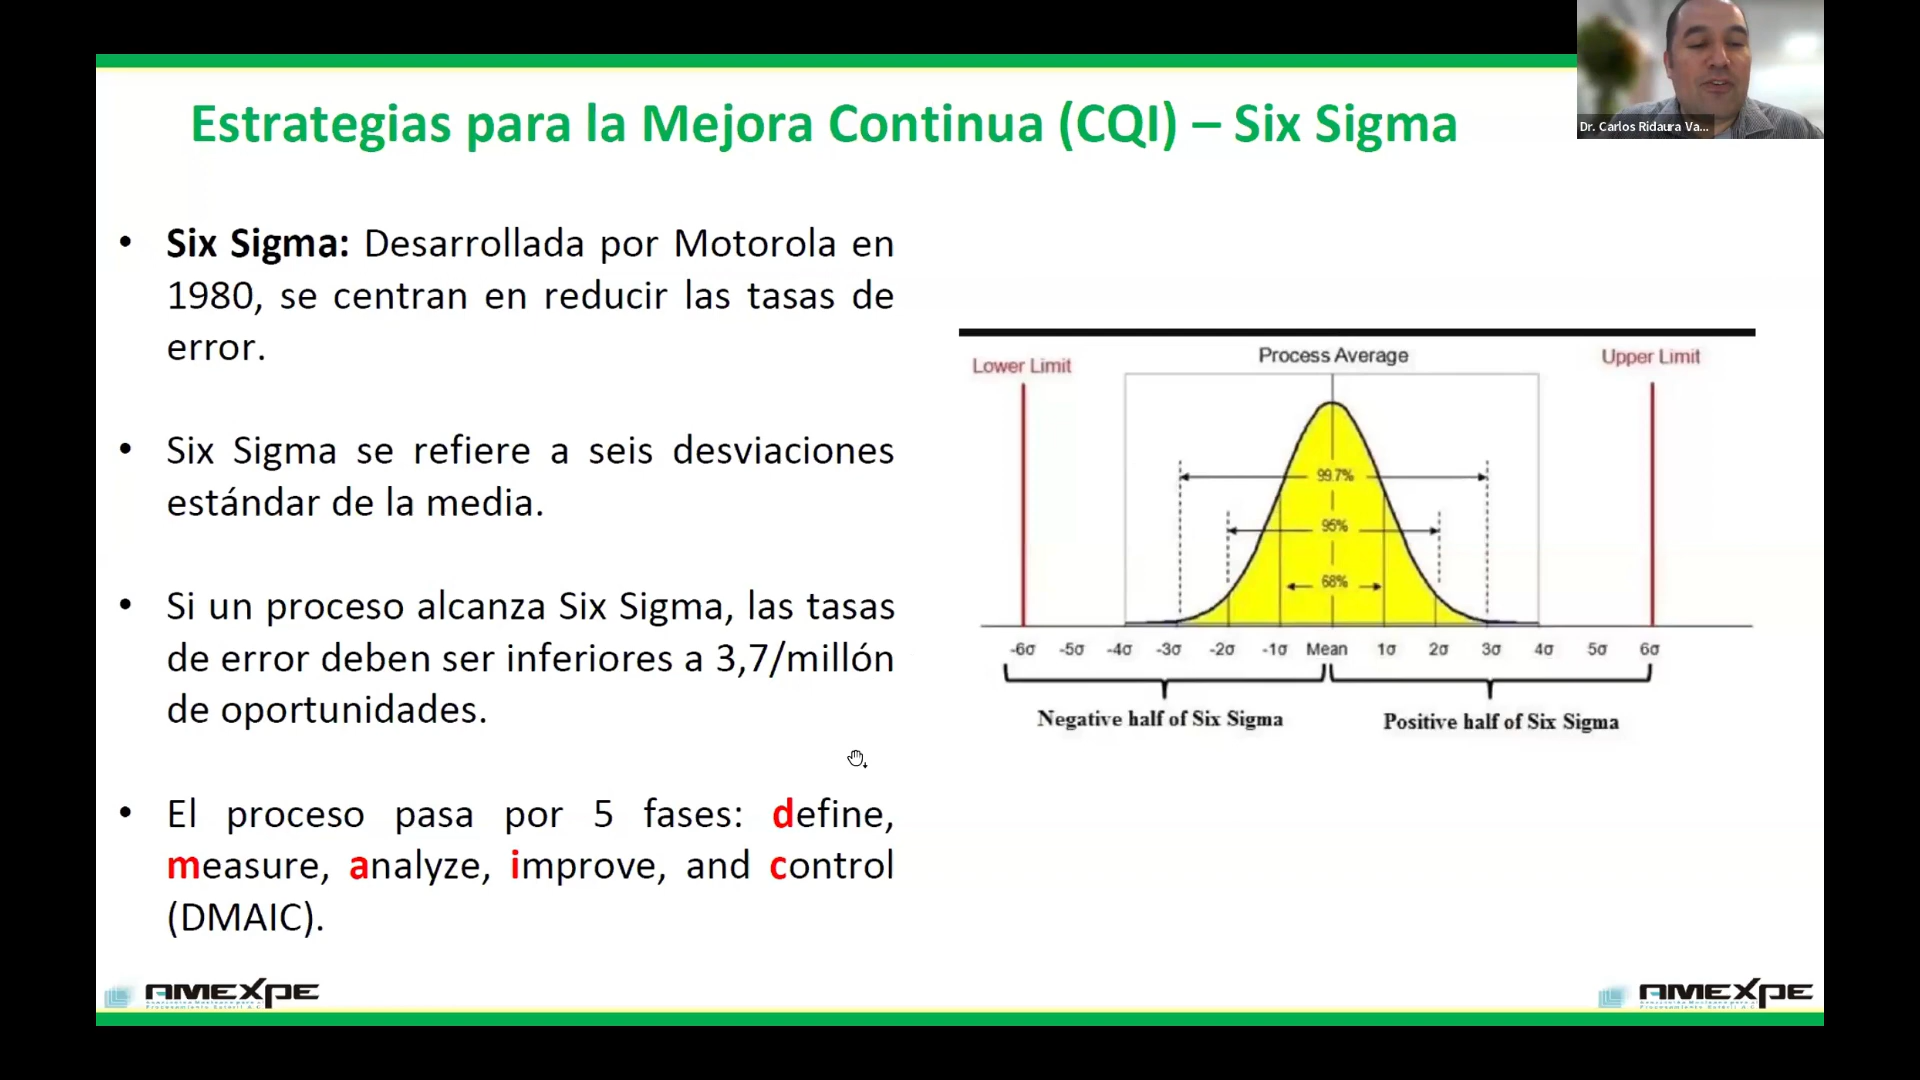 Estrategias para la Mejora Continua (CQI) – Six Sigma
Dr. Carlos Ridaura Va...
• Six Sigma: Desarrollada por Motorola en
1980, se centran en reducir las tasas de
error.
• Six Sigma se refiere a seis desviaciones
estándar de la media.
• Si un proceso alcanza Six Sigma, las tasas
de error deben ser inferiores a 3,7/millón
de oportunidades.
• El proceso pasa por 5 fases: define,
measure, analyze, improve, and control
(DMAIC).
Process Average
Lower Limit
Upper Limit
99.7%
95%
68%
-6σ -5σ -4σ -3σ -2σ -1σ Mean 1σ 2σ 3σ 4σ 5σ 6σ
Negative half of Six Sigma
Positive half of Six Sigma
AMEXPE
AMEXPE